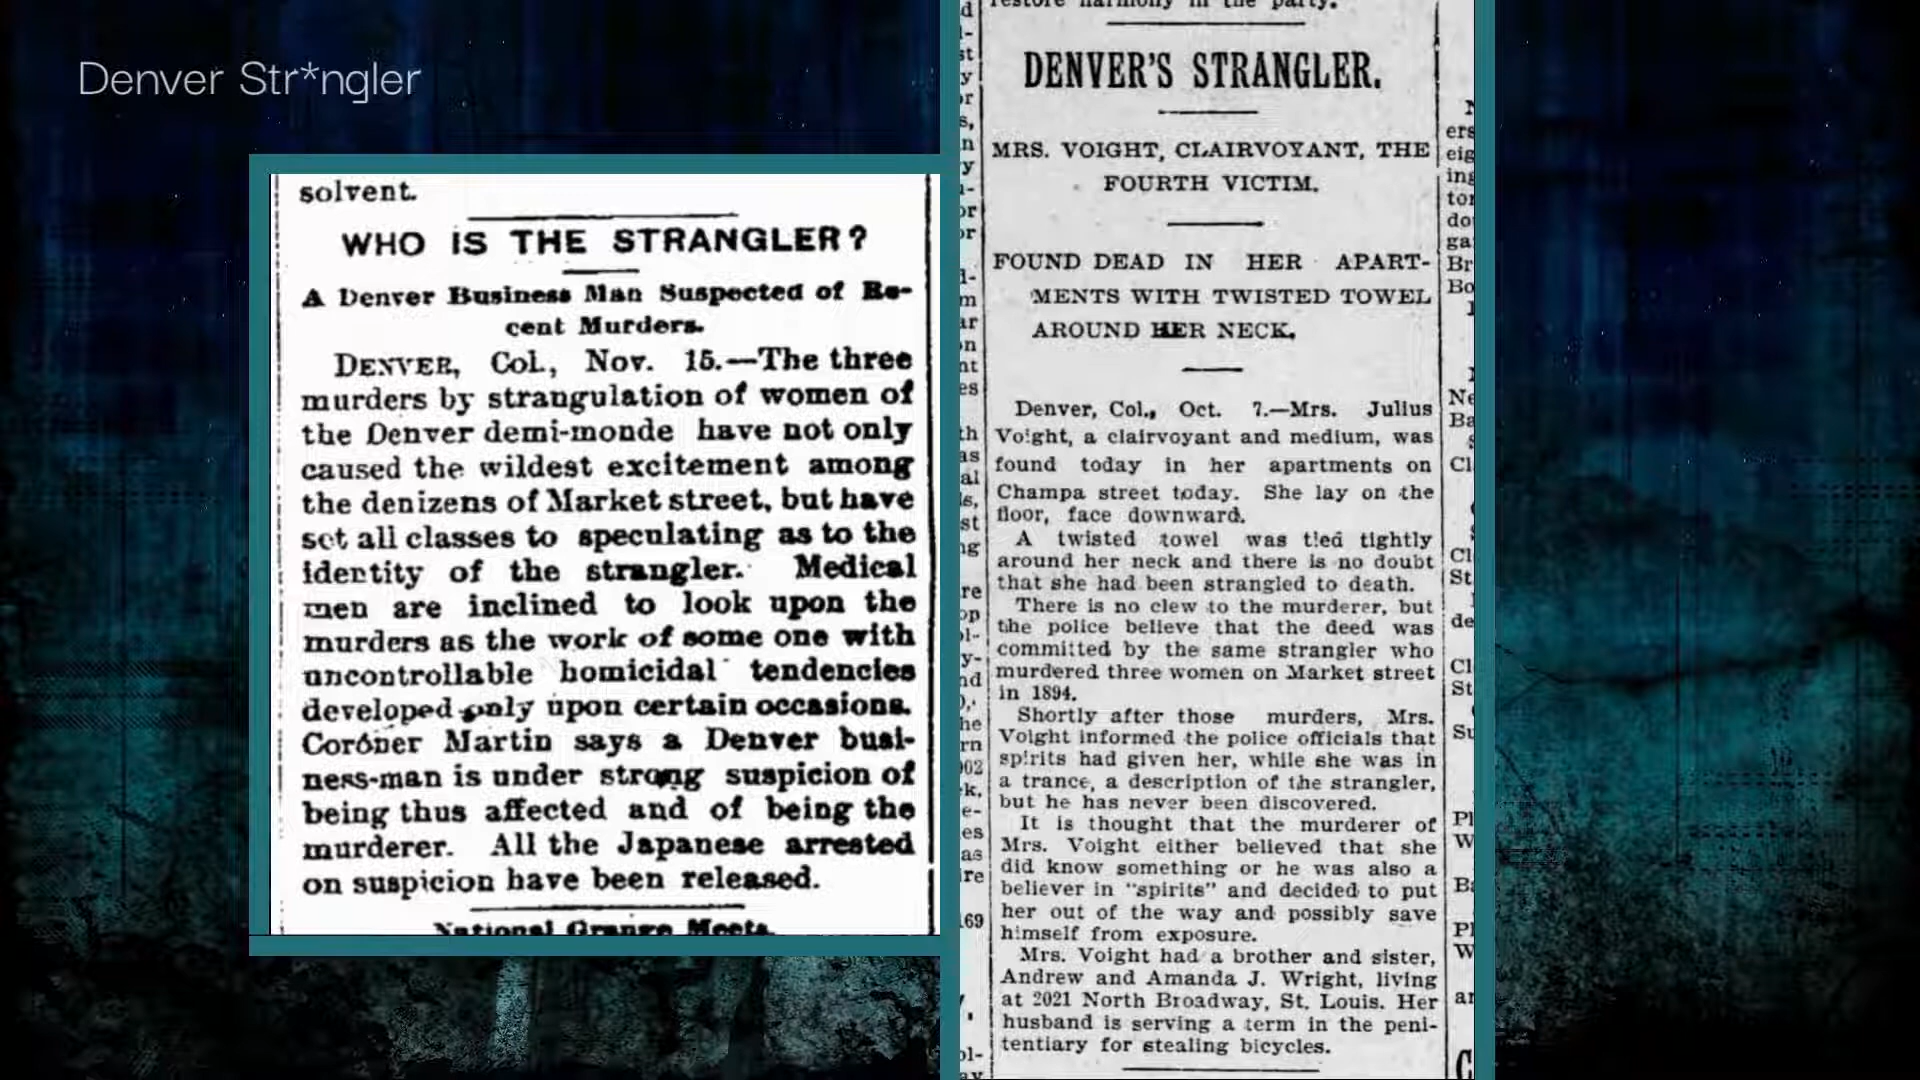 Denver Str*ngler
solvent.
WHO IS THE STRANGLER?
A Denver Business Man Suspected of Re-
cent Murders.
DENVER, Col., Nov. 15.—The three
murders by strangulation of women of
the Denver demi-monde have not only
caused the wildest excitement among
the denizens of Market street, but have
set all classes to speculating as to the
identity of the strangler. Medical
men are inclined to look upon the
murders as the work of some one with
uncontrollable homicidal tendencies
developed only upon certain occasions.
Coroner Martin says a Denver busi-
ness-man is under strong suspicion of
being thus affected and of being the
murderer. All the Japanese arrested
on suspicion have been released.
National Grange Meets.
restore harmony in the party.
DENVER'S STRANGLER.
MRS. VOIGHT, CLAIRVOYANT, THE
FOURTH VICTIM.
FOUND DEAD IN HER APART-
MENTS WITH TWISTED TOWEL
AROUND HER NECK.
Denver, Col., Oct. 7.—Mrs. Julius
Voight, a clairvoyant and medium, was
found today in her apartments on
Champa street today. She lay on the
floor, face downward.
A twisted towel was tied tightly
around her neck and there is no doubt
that she had been strangled to death.
There is no clew to the murderer, but
the police believe that the deed was
committed by the same strangler who
murdered three women on Market street
in 1894.
Shortly after those murders, Mrs.
Voight informed the police officials that
spirits had given her, while she was in
a trance, a description of the strangler,
but he has never been discovered.
It is thought that the murderer of
Mrs. Voight either believed that she
did know something or he was also a
believer in "spirits" and decided to put
her out of the way and possibly save
himself from exposure.
Mrs. Voight had a brother and sister,
Andrew and Amanda J. Wright, living
at 2021 North Broadway, St. Louis. Her
husband is serving a term in the peni-
tentiary for stealing bicycles.